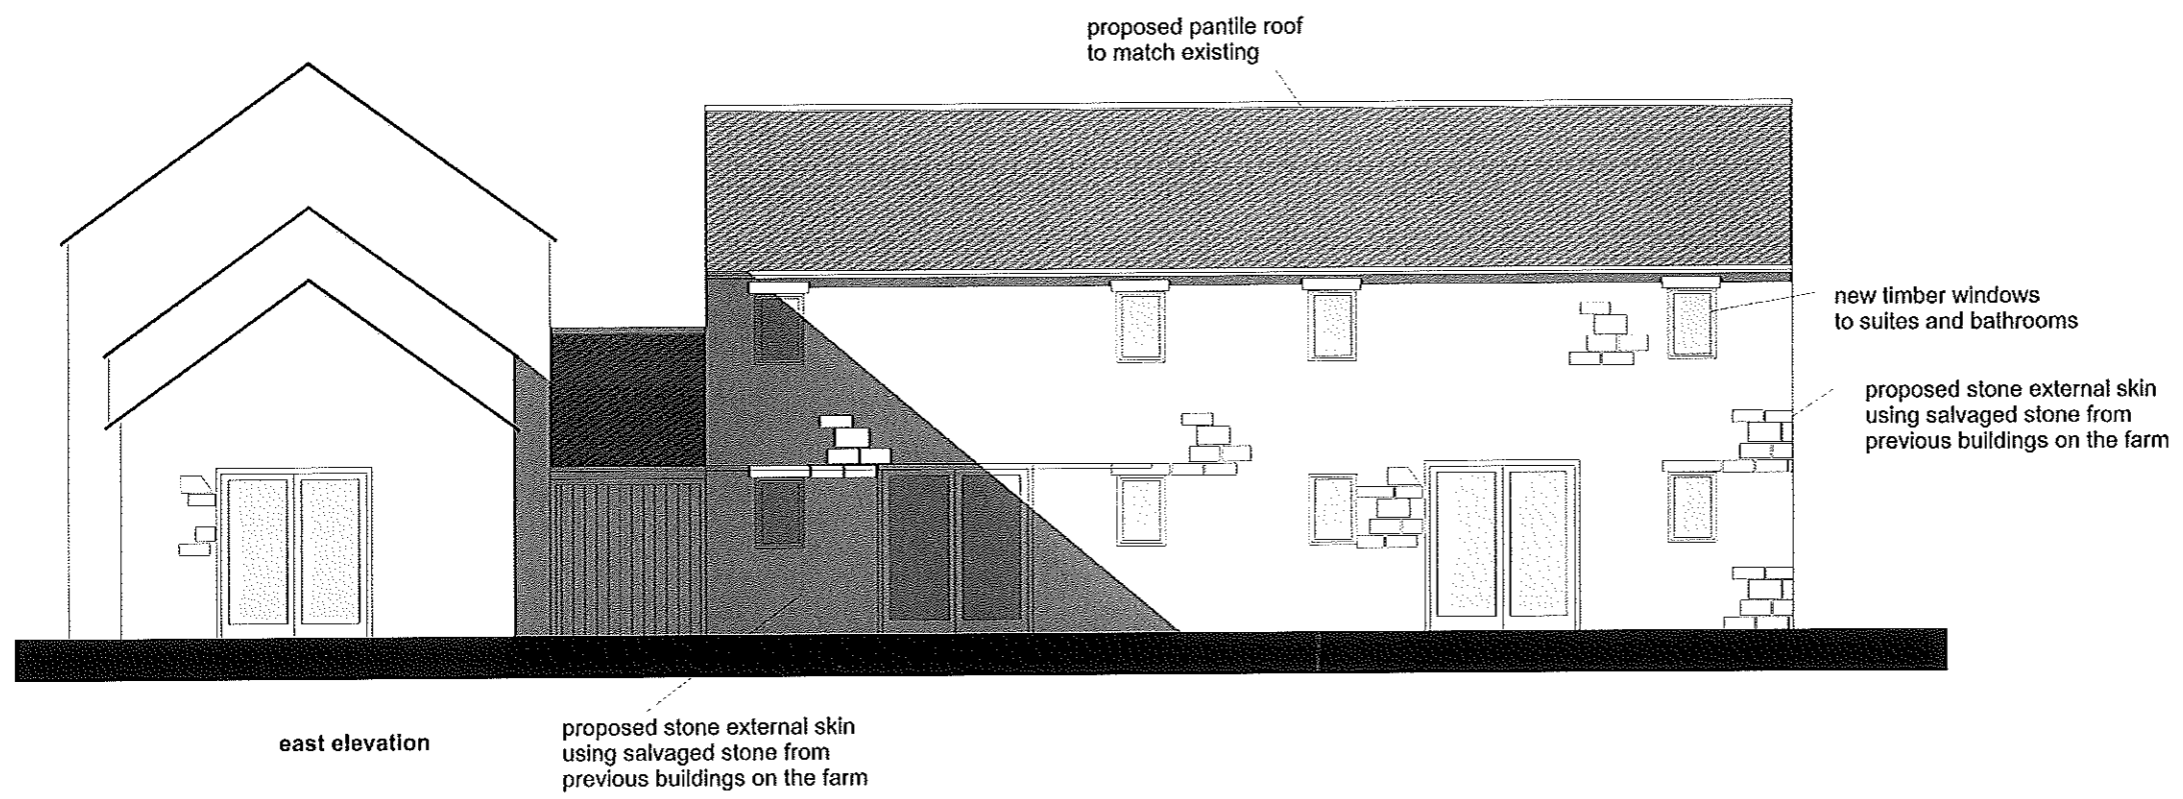 proposed pantile roof
to match existing
new timber windows
to suites and bathrooms
proposed stone external skin
using salvaged stone from
previous buildings on the farm
east elevation
proposed stone external skin
using salvaged stone from
previous buildings on the farm